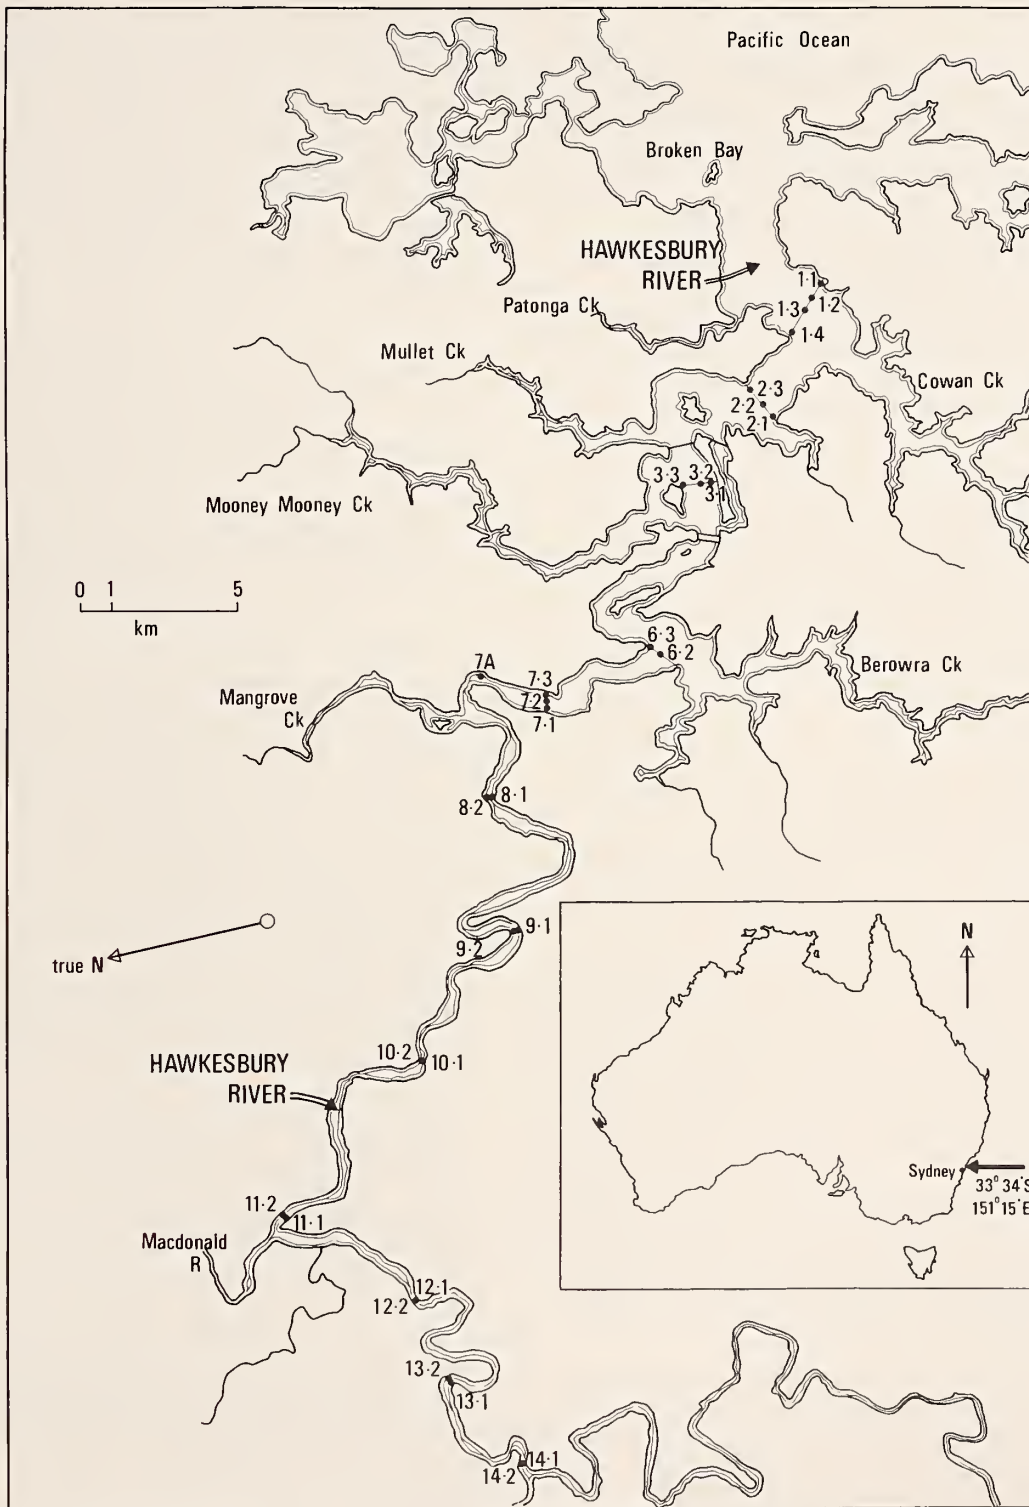 Pacific Ocean
Broken Bay
HAWKESBURY
RIVER
1·1
1·2
1·3
1·4
Patonga Ck
Mullet Ck
Cowan Ck
2·3
2·2
2·1
3·3
3·2
3·1
Mooney Mooney Ck
0 1 5
km
6·3
6·2
7A
7·3
7·2
7·1
Berowra Ck
Mangrove
Ck
8·2
8·1
9·1
9·2
true N
N
10·2
10·1
HAWKESBURY
RIVER
Sydney
33° 34'S
151° 15'E
11·2
11·1
Macdonald
R
12·1
12·2
13·2
13·1
14·1
14·2